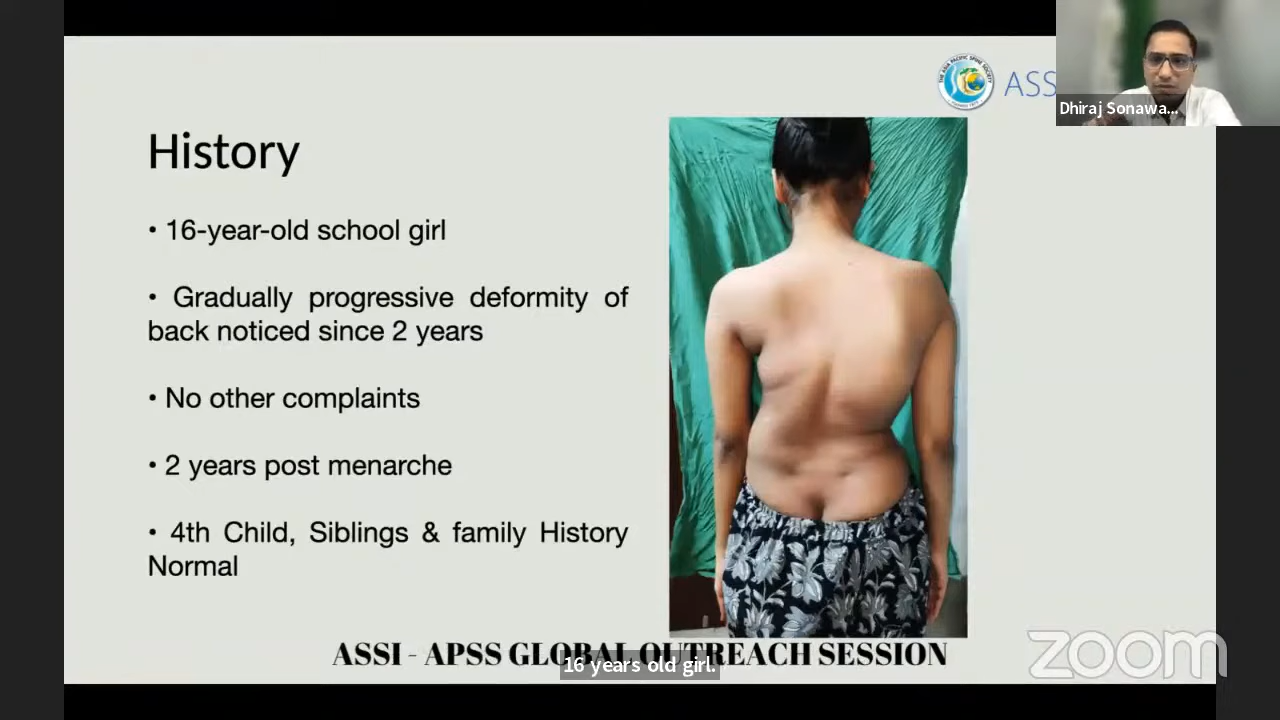 ASS
Dhiraj Sonawa...
History
• 16-year-old school girl
• Gradually progressive deformity of
back noticed since 2 years
• No other complaints
• 2 years post menarche
• 4th Child, Siblings & family History
Normal
ASSI - APSS GLOBAL OUTREACH SESSION
16 years old girl.
zoom